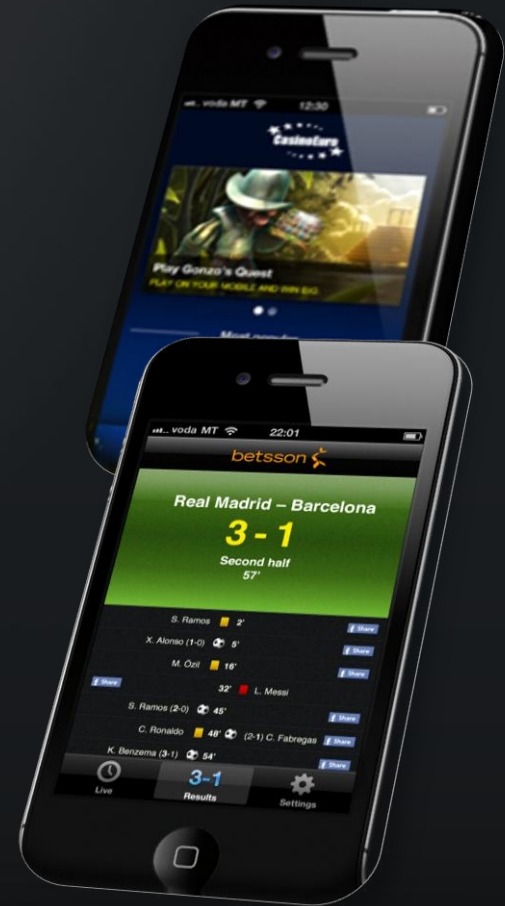 voda MT 12:30
CasinoEuro
Play Gonzo's Quest
PLAY ON YOUR MOBILE AND WIN BIG.
Most popular
voda MT 22:01
betsson
Real Madrid – Barcelona
3 - 1
Second half
57'
S. Ramos 2' f Share
X. Alonso (1-0) 5' f Share
M. Özil 16' f Share
f Share 32' L. Messi
S. Ramos (2-0) 45' f Share
C. Ronaldo 48' (2-1) C. Fabregas f Share
K. Benzema (3-1) 54' f Share
Live
3-1
Results
Settings